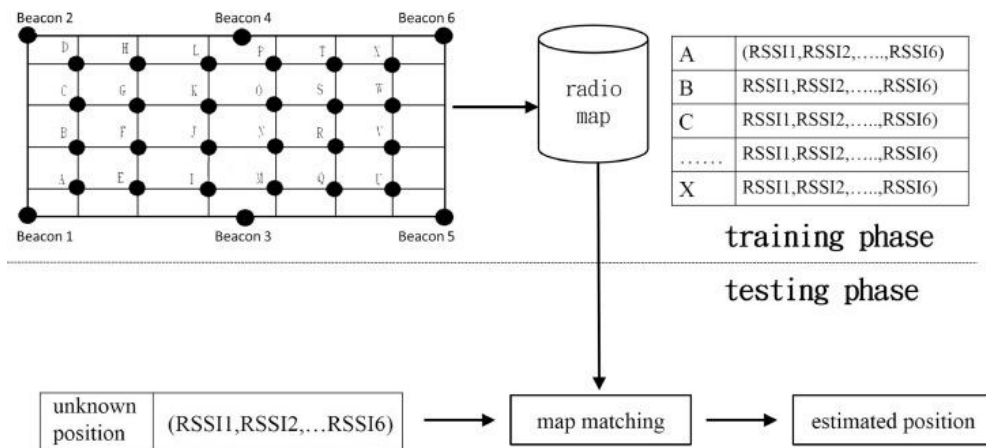 Beacon 2 Beacon 4 Beacon 6
D H L P T X
C G K O S W
B F J N R V
A E I M Q U
Beacon 1 Beacon 3 Beacon 5
radio
map
A (RSSI1,RSSI2,.....,RSSI6)
B RSSI1,RSSI2,.....,RSSI6)
C RSSI1,RSSI2,.....,RSSI6)
...... RSSI1,RSSI2,.....,RSSI6)
X RSSI1,RSSI2,.....,RSSI6)
training phase
testing phase
unknown
position
(RSSI1,RSSI2,...RSSI6)
map matching
estimated position